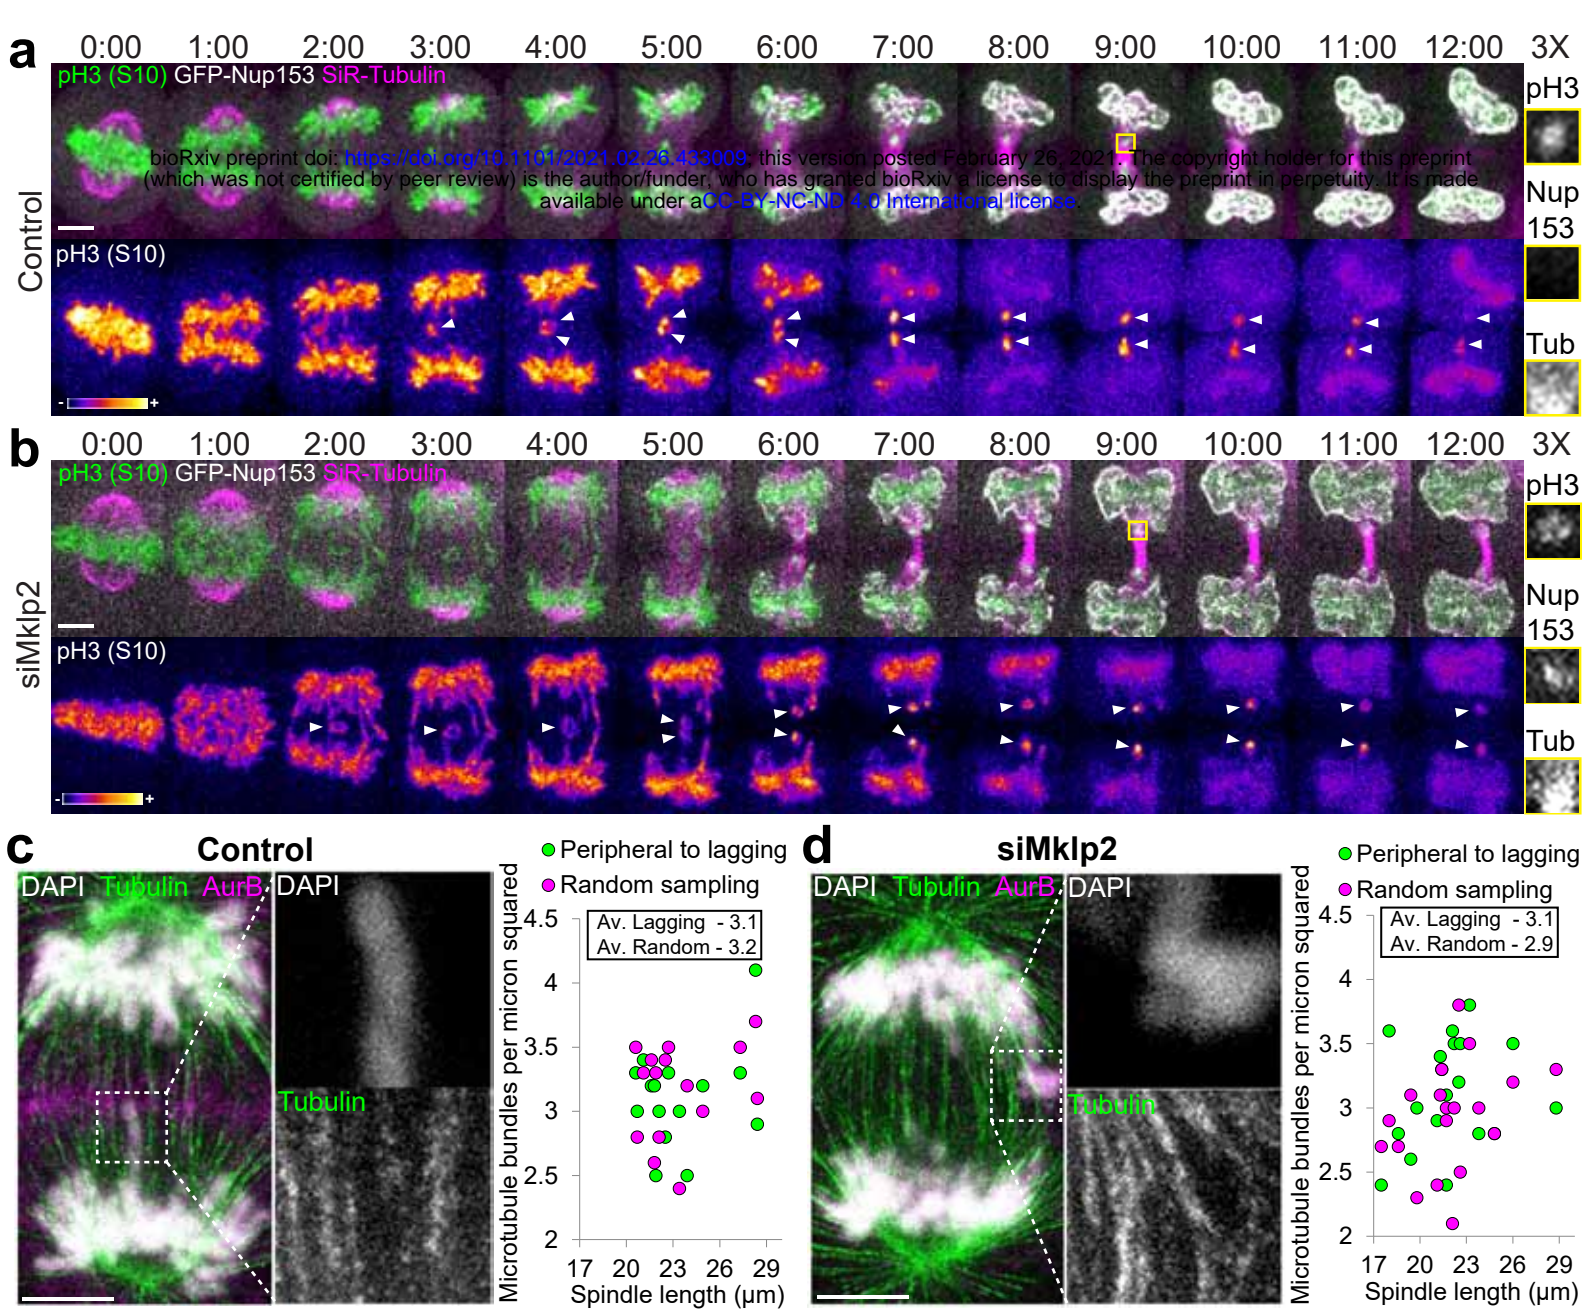 a
0:00 1:00 2:00 3:00 4:00 5:00 6:00 7:00 8:00 9:00 10:00 11:00 12:00 3X
pH3 (S10) GFP-Nup153 SiR-Tubulin
pH3
bioRxiv preprint doi: https://doi.org/10.1101/2021.02.26.433009; this version posted February 26, 2021. The copyright holder for this preprint
(which was not certified by peer review) is the author/funder, who has granted bioRxiv a license to display the preprint in perpetuity. It is made
available under aCC-BY-NC-ND 4.0 International license.
Nup
153
Control
pH3 (S10)
Tub
- +
b
0:00 1:00 2:00 3:00 4:00 5:00 6:00 7:00 8:00 9:00 10:00 11:00 12:00 3X
pH3 (S10) GFP-Nup153 SiR-Tubulin
pH3
Nup
153
siMklp2
pH3 (S10)
Tub
- +
c
Control
DAPI Tubulin AurB
DAPI
Tubulin
Peripheral to lagging
Random sampling
Av. Lagging - 3.1
Av. Random - 3.2
Microtubule bundles per micron squared
4.5
4
3.5
3
2.5
2
17 20 23 26 29
Spindle length (µm)
d
siMklp2
DAPI Tubulin AurB
DAPI
Tubulin
Peripheral to lagging
Random sampling
Av. Lagging - 3.1
Av. Random - 2.9
Microtubule bundles per micron squared
4.5
4
3.5
3
2.5
2
17 20 23 26 29
Spindle length (µm)